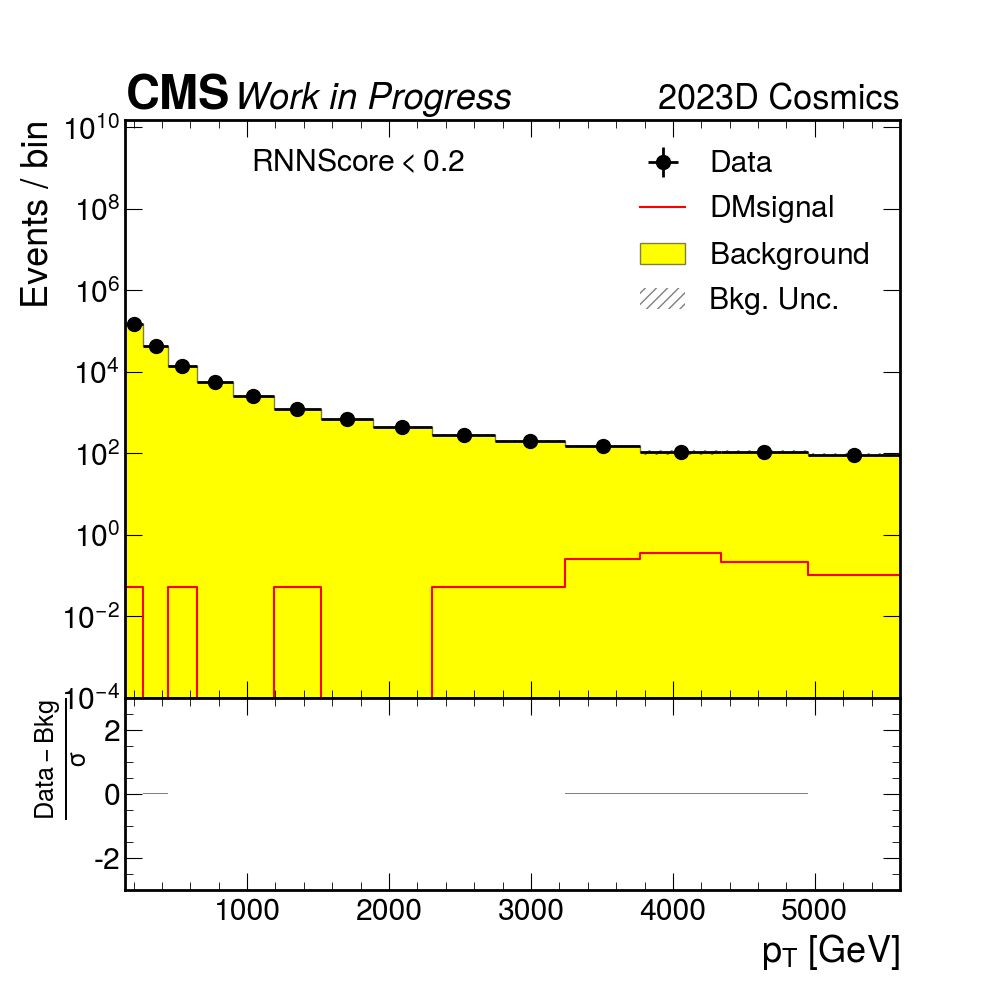 CMS Work in Progress 2023D Cosmics
Events / bin
10^10
10^8
10^6
10^4
10^2
10^0
10^−2
10^−4
RNNScore < 0.2
Data
DMsignal
Background
Bkg. Unc.
Data − Bkg
σ
2
0
-2
1000 2000 3000 4000 5000
p_T [GeV]